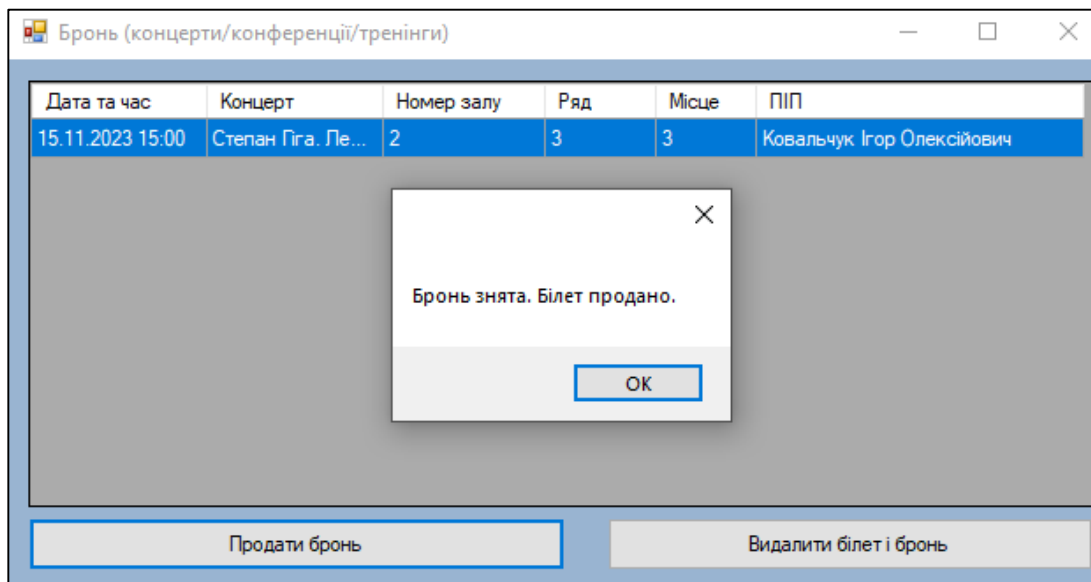 Бронь (концерти/конференції/тренінги)
Дата та час Концерт Номер залу Ряд Місце ПІП
15.11.2023 15:00 Степан Гіга. Ле... 2 3 3 Ковальчук Ігор Олексійович
Бронь знята. Білет продано.
OK
Продати бронь Видалити білет і бронь